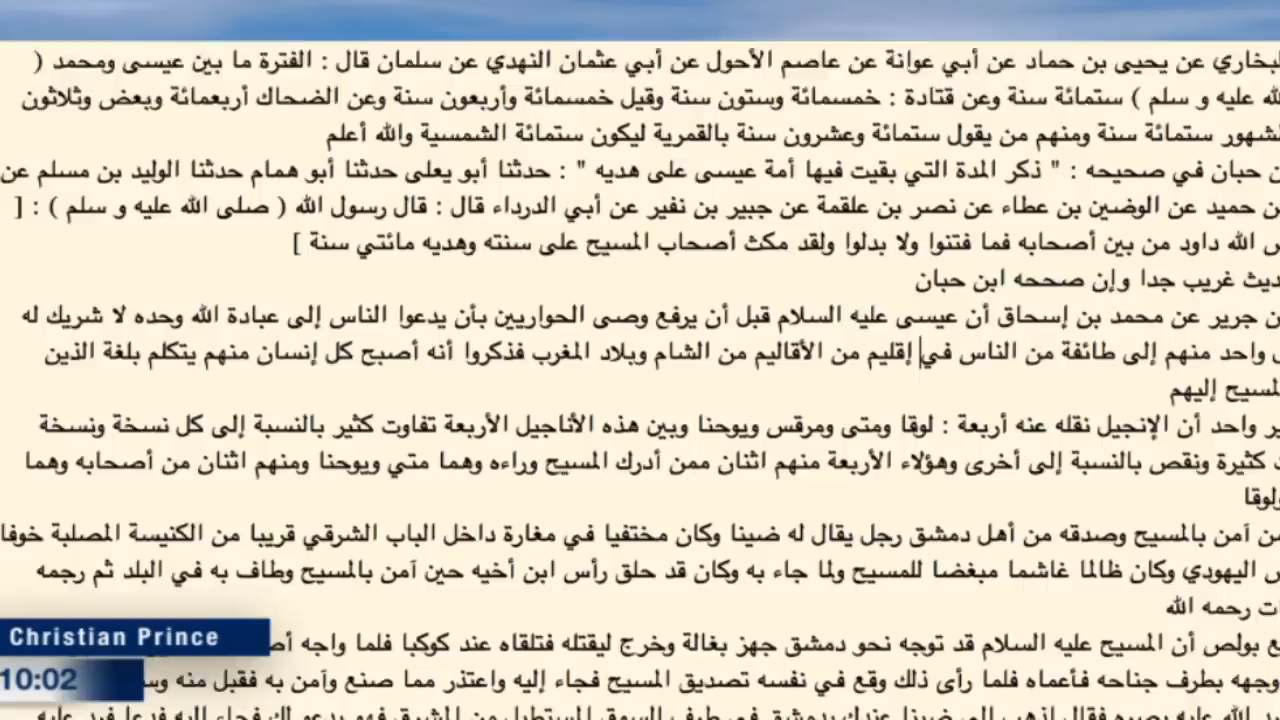 لبخاري عن يحيى بن حماد عن أبي عوانة عن عاصم الأحول عن أبي عثمان النهدي عن سلمان قال : الفترة ما بين عيسى ومحمد (
لله عليه و سلم ) ستمائة سنة وعن قتادة : خمسمائة وستون سنة وقيل خمسمائة وأربعون سنة وعن الضحاك أربعمائة وبعض وثلاثون
شهور ستمائة سنة ومنهم من يقول ستمائة وعشرون سنة بالقمرية ليكون ستمائة الشمسية والله أعلم
ن حبان في صحيحه : " ذكر المدة التي بقيت فيها أمة عيسى على هديه " : حدثنا أبو يعلى حدثنا أبو همام حدثنا الوليد بن مسلم عن
ن حميد عن الوضين بن عطاء عن نصر بن علقمة عن جبير بن نفير عن أبي الدرداء قال : قال رسول الله ( صلى الله عليه و سلم ) : [
ض الله داود من بين أصحابه فما فتنوا ولا بدلوا ولقد مكث أصحاب المسيح على سنته وهديه مائتي سنة ]
ديث غريب جدا وإن صححه ابن حبان
ن جرير عن محمد بن إسحاق أن عيسى عليه السلام قبل أن يرفع وصى الحواريين بأن يدعوا الناس إلى عبادة الله وحده لا شريك له
واحد منهم إلى طائفة من الناس في إقليم من الأقاليم من الشام وبلاد المغرب فذكروا أنه أصبح كل إنسان منهم يتكلم بلغة الذين
لمسيح إليهم
ير واحد أن الإنجيل نقله عنه أربعة : لوقا ومتى ومرقس ويوحنا وبين هذه الأناجيل الأربعة تفاوت كثير بالنسبة إلى كل نسخة ونسخة
كثيرة ونقص بالنسبة إلى أخرى وهؤلاء الأربعة منهم اثنان ممن أدرك المسيح وراءه وهما متي ويوحنا ومنهم اثنان من أصحابه وهما
ولوقا
من آمن بالمسيح وصدقه من أهل دمشق رجل يقال له ضينا وكان مختفيا في مغارة داخل الباب الشرقي قريبا من الكنيسة المصلبة خوفا
ص اليهودي وكان ظالما غاشما مبغضا للمسيح ولما جاء به وكان قد حلق رأس ابن أخيه حين آمن بالمسيح وطاف به في البلد ثم رجمه
ات رحمه الله
ع بولص أن المسيح عليه السلام قد توجه نحو دمشق جهز بغالة وخرج ليقتله فتلقاه عند كوكبا فلما واجه أص
وجهه بطرف جناحه فأعماه فلما رأى ذلك وقع في نفسه تصديق المسيح فجاء إليه واعتذر مما صنع وآمن به فقبل منه وس
Christian Prince
10:02